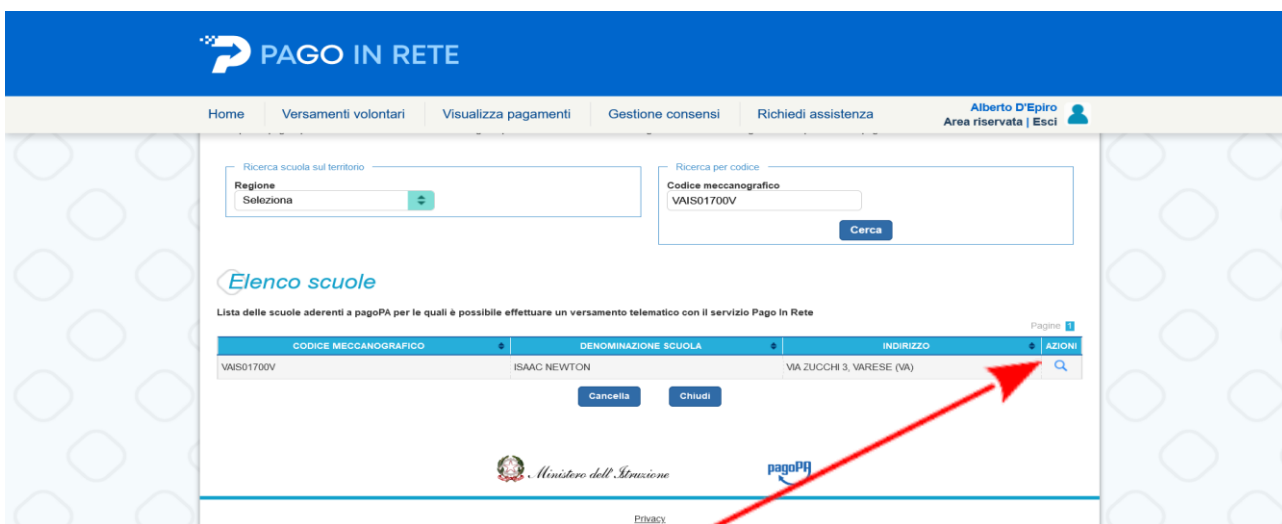 PAGO IN RETE
Home Versamenti volontari Visualizza pagamenti Gestione consensi Richiedi assistenza
Alberto D'Epiro
Area riservata | Esci
Ricerca scuola sul territorio
Regione
Seleziona
Ricerca per codice
Codice meccanografico
VAIS01700V
Cerca
Elenco scuole
Lista delle scuole aderenti a pagoPA per le quali è possibile effettuare un versamento telematico con il servizio Pago In Rete
Pagine 1
CODICE MECCANOGRAFICO DENOMINAZIONE SCUOLA INDIRIZZO AZIONI
VAIS01700V ISAAC NEWTON VIA ZUCCHI 3, VARESE (VA)
Cancella Chiudi
Ministero dell'Istruzione
pagoPA
Privacy